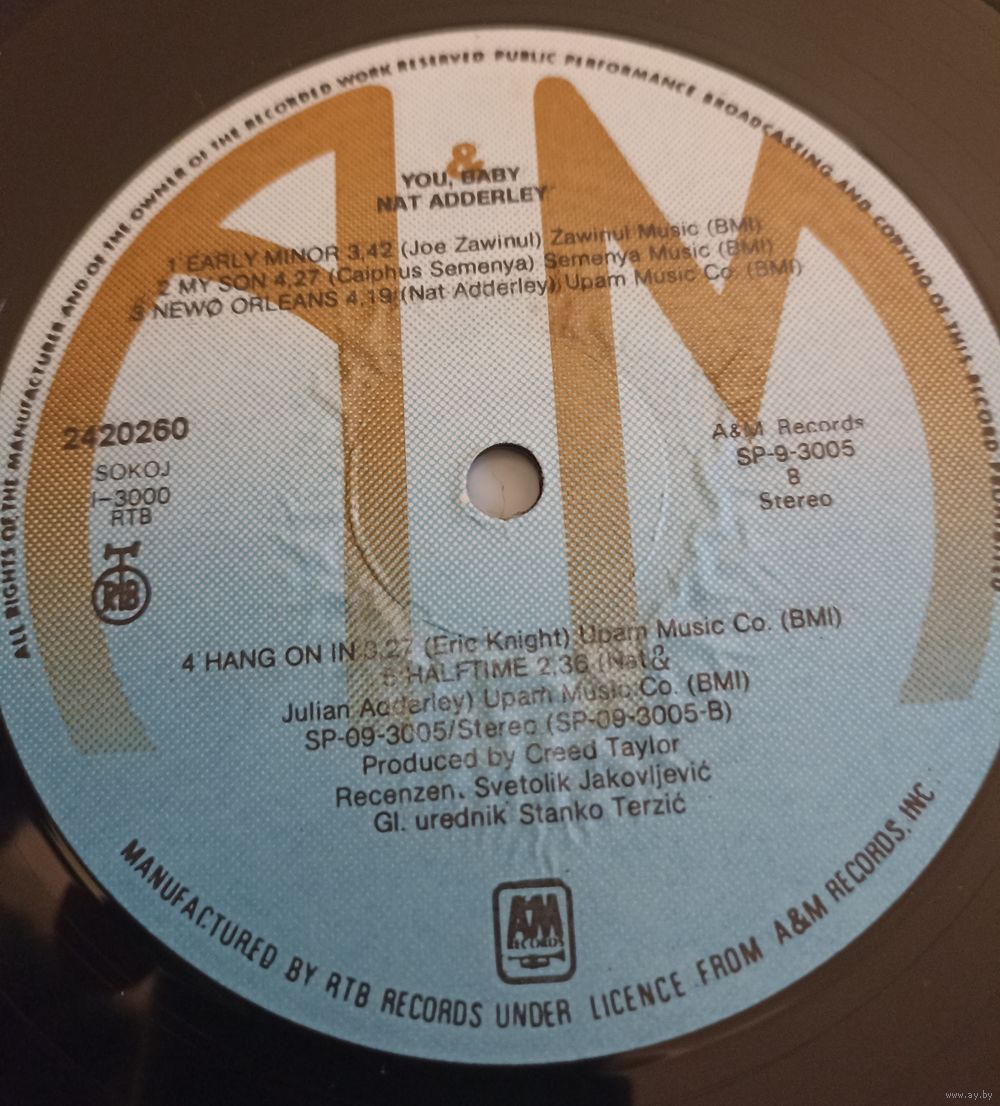 ALL RIGHTS OF THE MANUFACTURER AND OF THE OWNER OF THE RECORDED WORK RESERVED PUBLIC PERFORMANCE BROADCASTING AND COPYING OF THIS RECORD PROHIBITED
&
YOU, BABY
NAT ADDERLEY
1 EARLY MINOR 3,42 (Joe Zawinul) Zawinul Music (BMI)
2 MY SON 4,27 (Caiphus Semenya) Semenya Music (BMI)
3 NEWO ORLEANS 4,19 (Nat Adderley) Upam Music Co. (BMI)
2420260
SOKOJ
I-3000
RTB
RTB
A&M Records
SP-9-3005
B
Stereo
4 HANG ON IN 3,27 (Eric Knight) Upam Music Co. (BMI)
5 HALFTIME 2,36 (Nat &
Julian Adderley) Upam Music Co. (BMI)
SP-09-3005/Stereo (SP-09-3005-B)
Produced by Creed Taylor
Recenzen. Svetolik Jakovljević
Gl. urednik Stanko Terzić
A&M
RECORDS
MANUFACTURED BY RTB RECORDS UNDER LICENCE FROM A&M RECORDS, INC.
www.ay.by